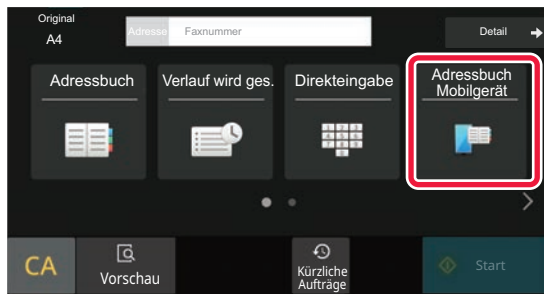 Original
A4
Adresse
Faxnummer
Detail
Adressbuch
Verlauf wird ges.
Direkteingabe
Adressbuch
Mobilgerät
CA
Vorschau
Kürzliche
Aufträge
Start